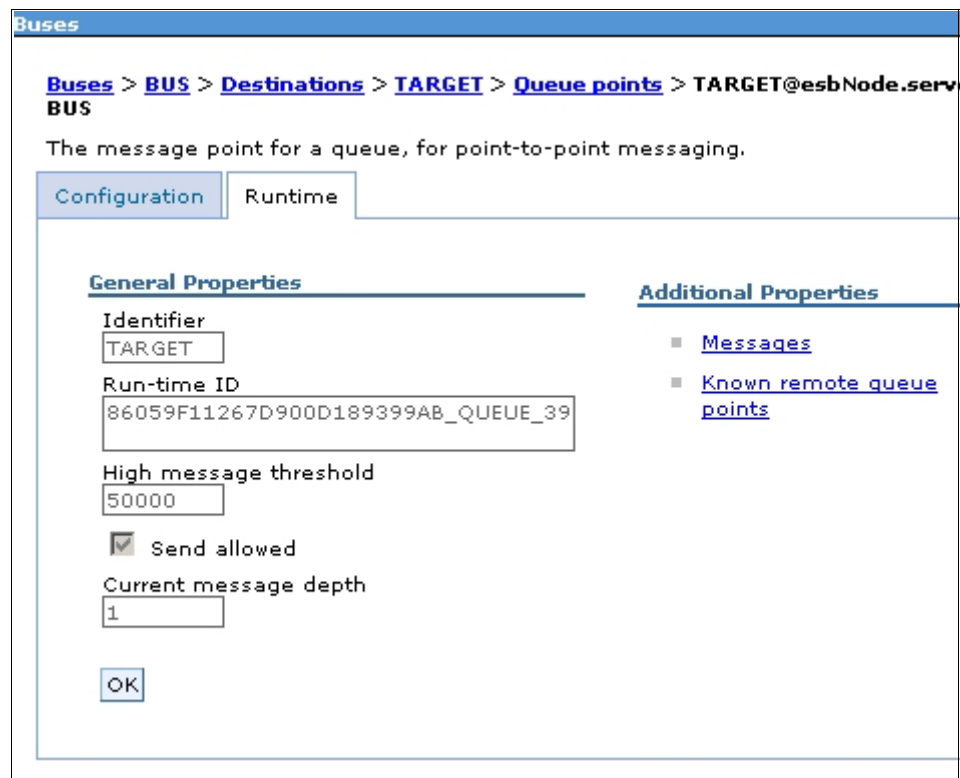 Buses
Buses > BUS > Destinations > TARGET > Queue points > TARGET@esbNode.serv
BUS
The message point for a queue, for point-to-point messaging.
Configuration
Runtime
General Properties
Identifier
TARGET
Run-time ID
86059F11267D900D189399AB_QUEUE_39
High message threshold
50000
Send allowed
Current message depth
1
OK
Additional Properties
Messages
Known remote queue
points